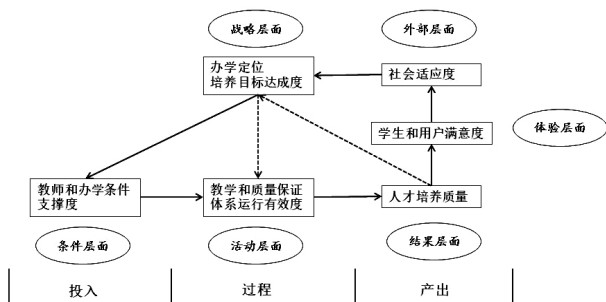 战略层面
外部层面
办学定位
培养目标达成度
社会适应度
学生和用户满意度
体验层面
教师和办学条件
支撑度
教学和质量保证
体系运行有效度
人才培养质量
条件层面
活动层面
结果层面
投入
过程
产出